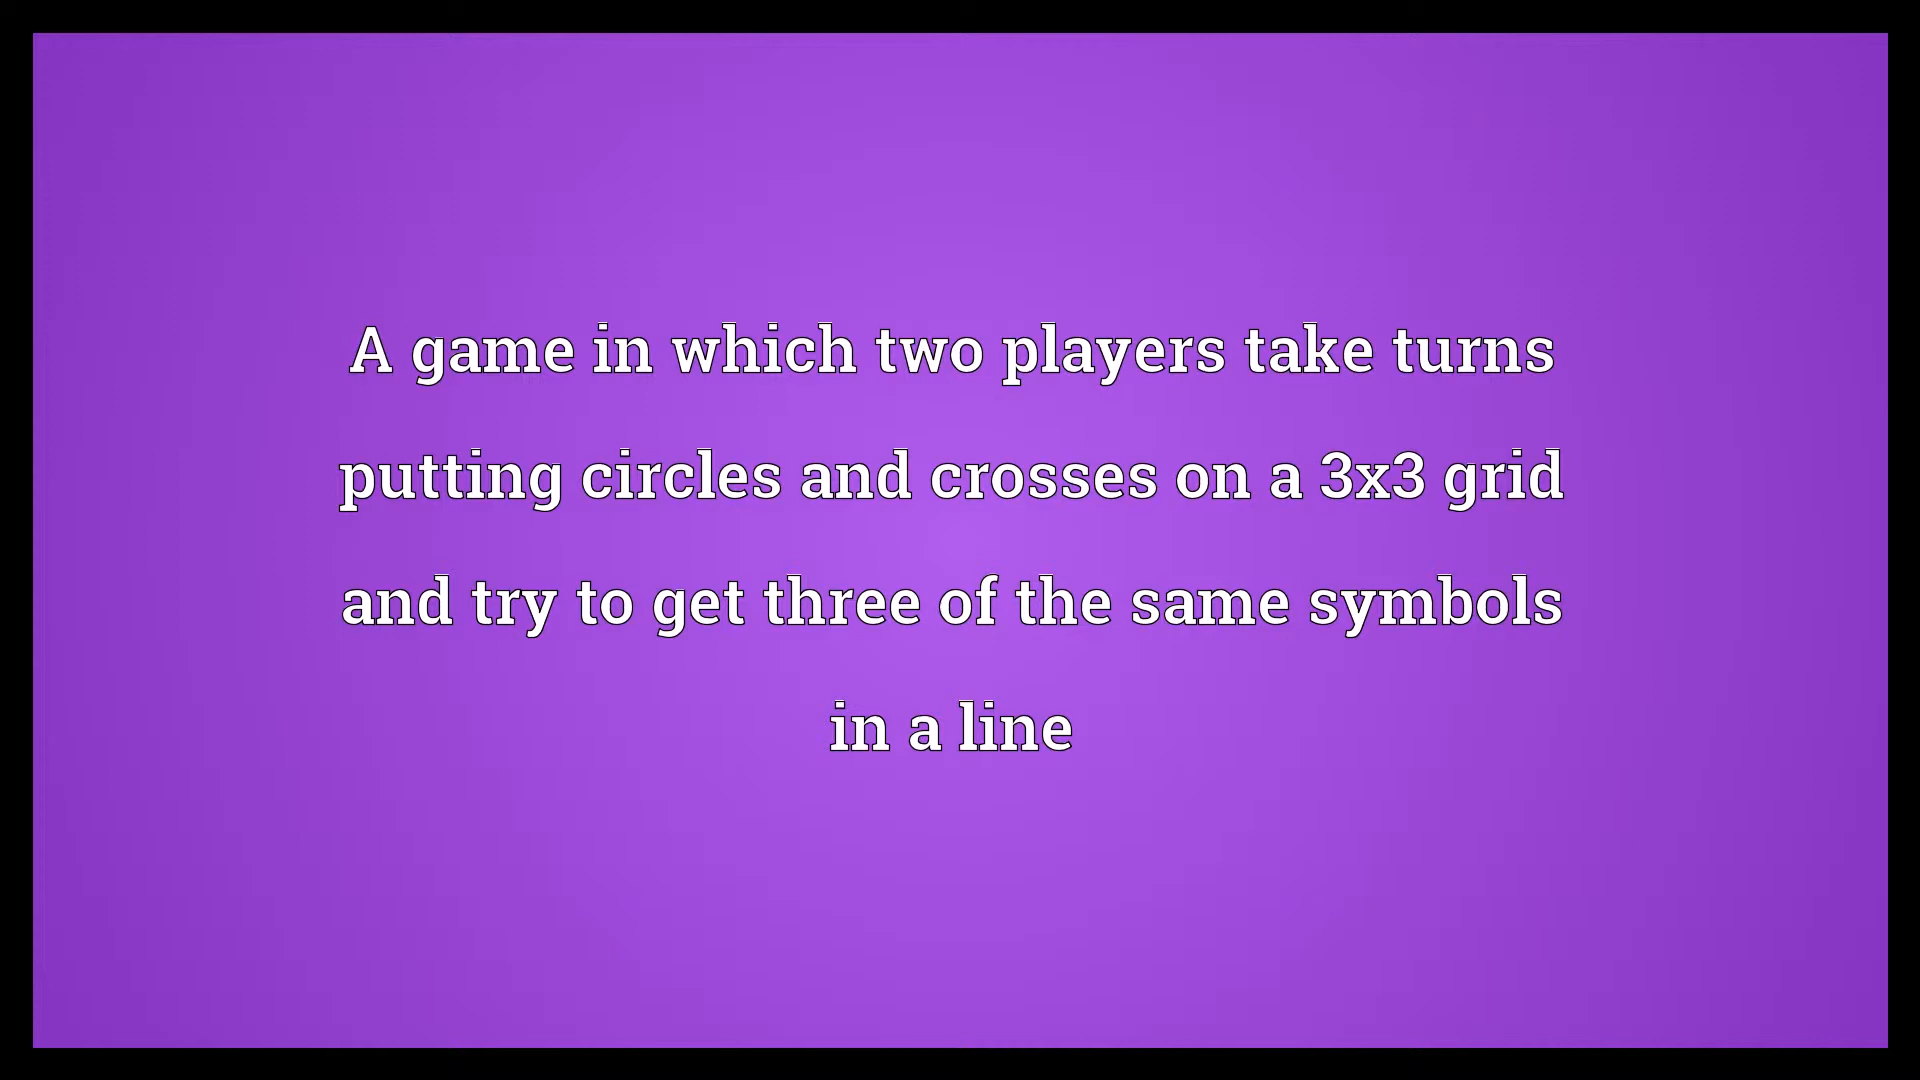 A game in which two players take turns
putting circles and crosses on a 3x3 grid
and try to get three of the same symbols
in a line